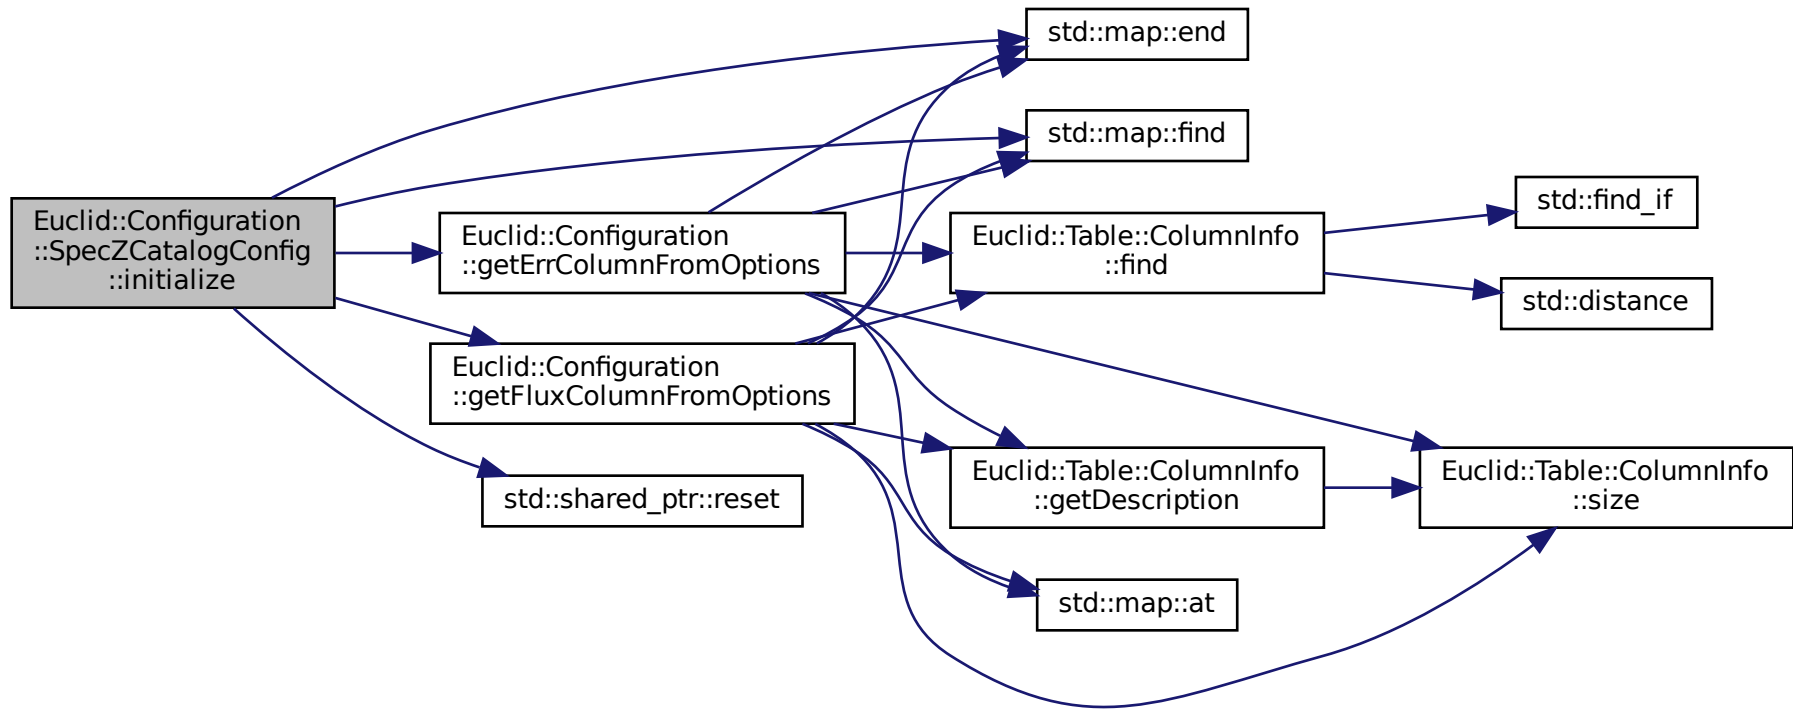 Euclid::Configuration
::SpecZCatalogConfig
::initialize
std::map::end
std::map::find
Euclid::Configuration
::getErrColumnFromOptions
Euclid::Configuration
::getFluxColumnFromOptions
std::shared_ptr::reset
Euclid::Table::ColumnInfo
::find
std::find_if
std::distance
Euclid::Table::ColumnInfo
::getDescription
Euclid::Table::ColumnInfo
::size
std::map::at